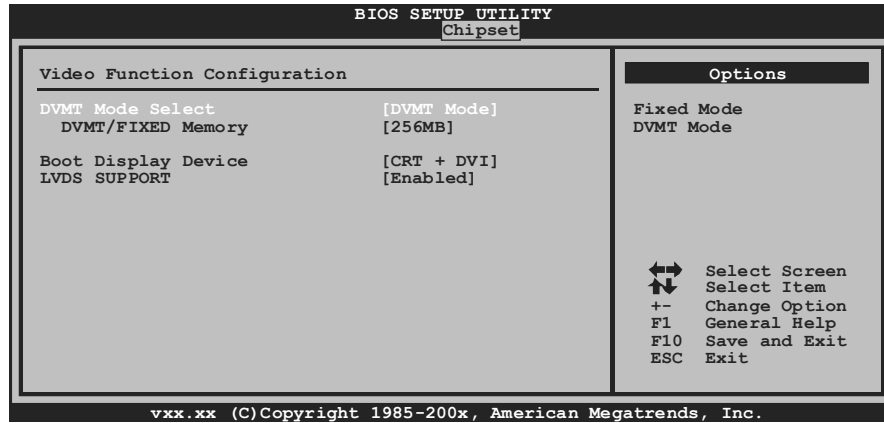 BIOS SETUP UTILITY
Chipset
Video Function Configuration
DVMT Mode Select [DVMT Mode]
DVMT/FIXED Memory [256MB]
Boot Display Device [CRT + DVI]
LVDS SUPPORT [Enabled]
Options
Fixed Mode
DVMT Mode
Select Screen
Select Item
+- Change Option
F1 General Help
F10 Save and Exit
ESC Exit
vxx.xx (C)Copyright 1985-200x, American Megatrends, Inc.